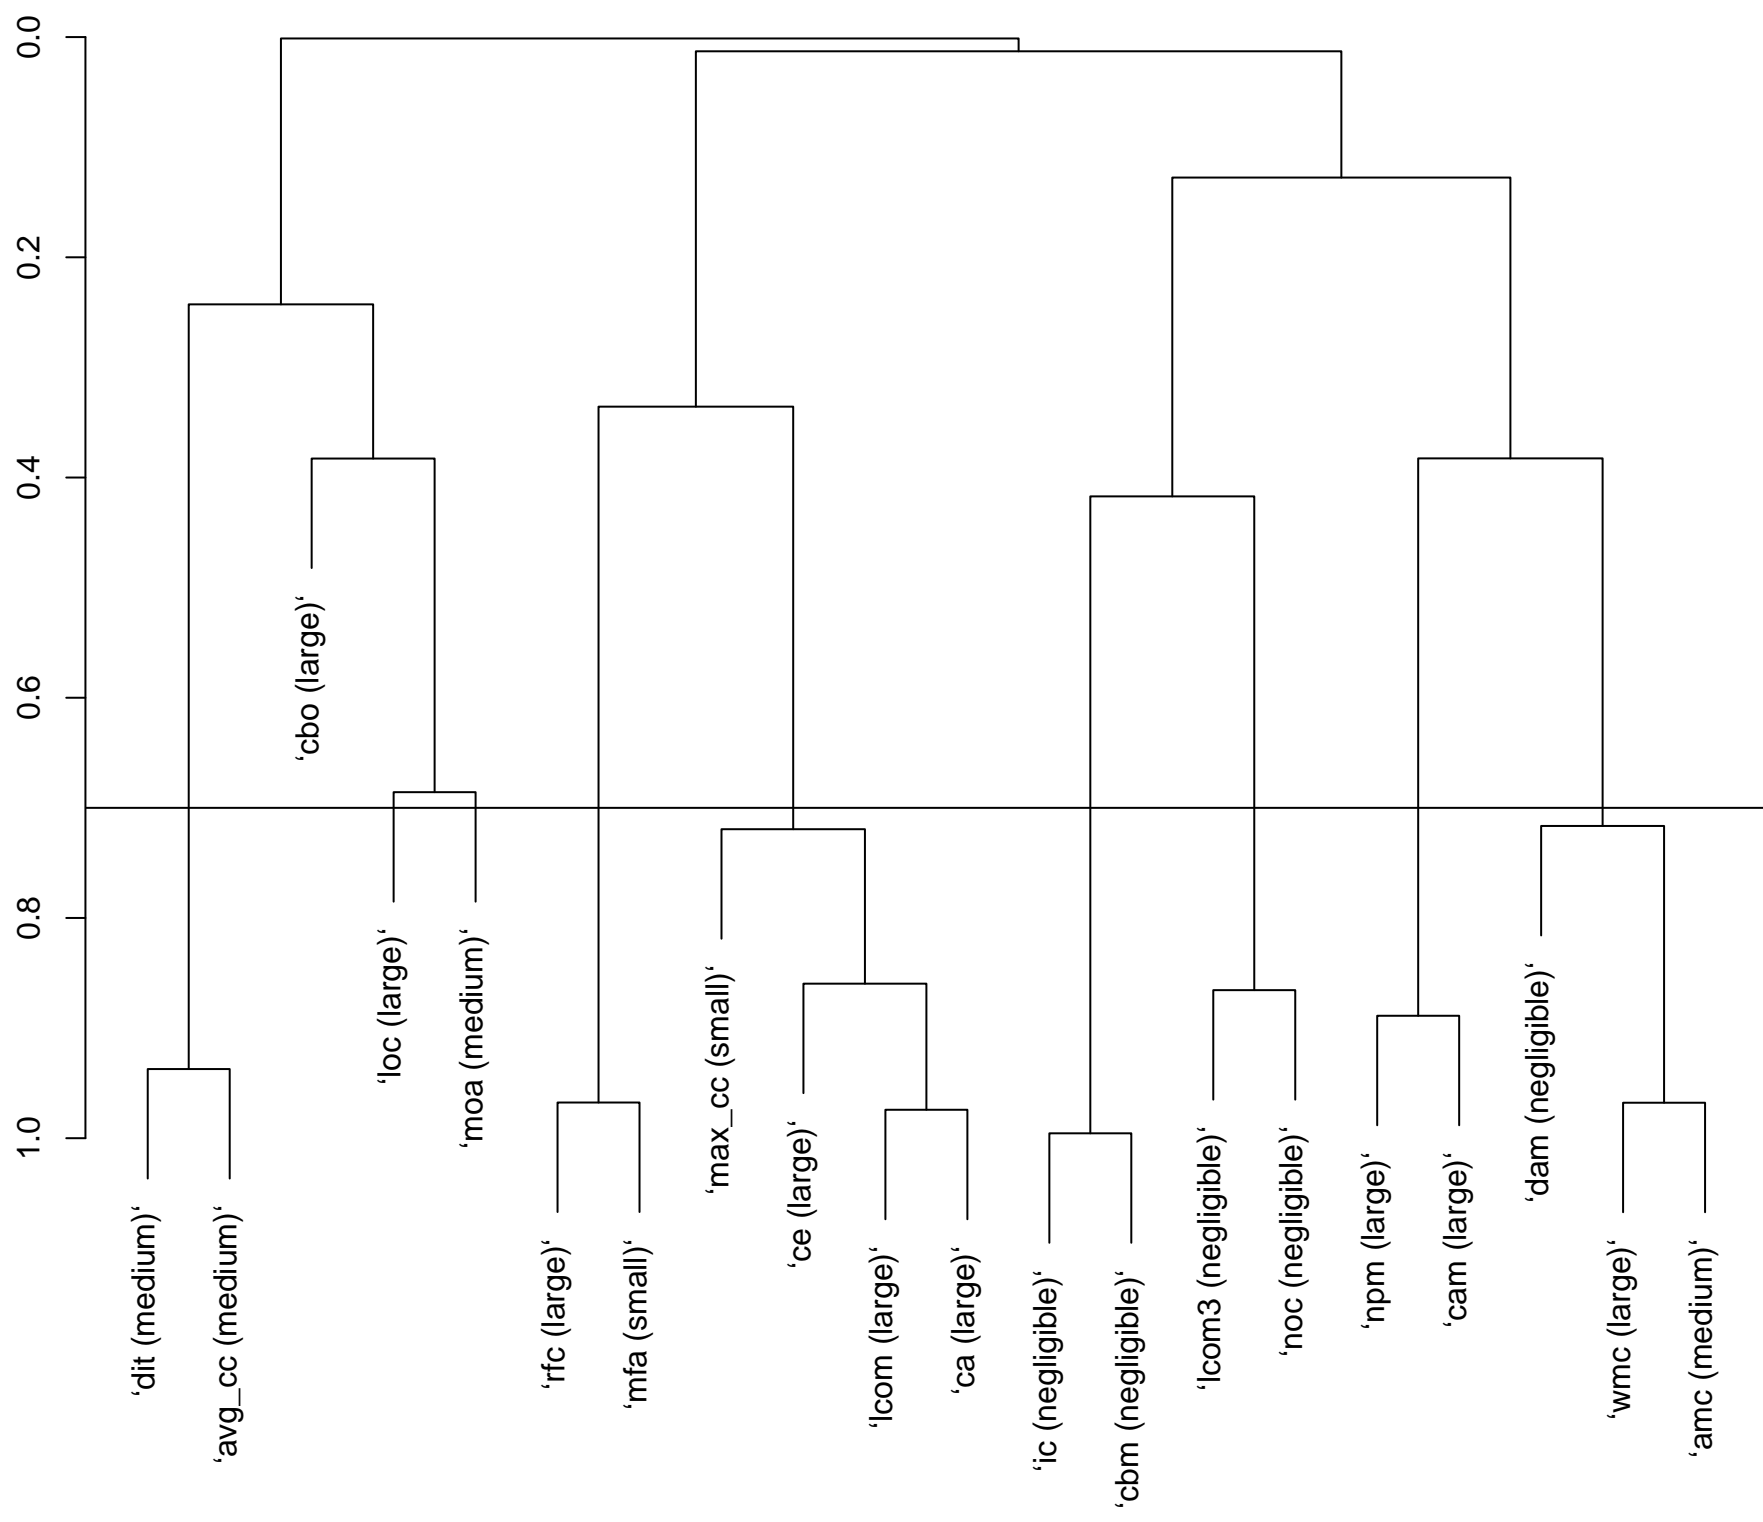 0.0
0.2
0.4
0.6
0.8
1.0
‘dit (medium)‘
‘avg_cc (medium)‘
‘cbo (large)‘
‘loc (large)‘
‘moa (medium)‘
‘rfc (large)‘
‘mfa (small)‘
‘max_cc (small)‘
‘ce (large)‘
‘lcom (large)‘
‘ca (large)‘
‘ic (negligible)‘
‘cbm (negligible)‘
‘lcom3 (negligible)‘
‘noc (negligible)‘
‘npm (large)‘
‘cam (large)‘
‘dam (negligible)‘
‘wmc (large)‘
‘amc (medium)‘